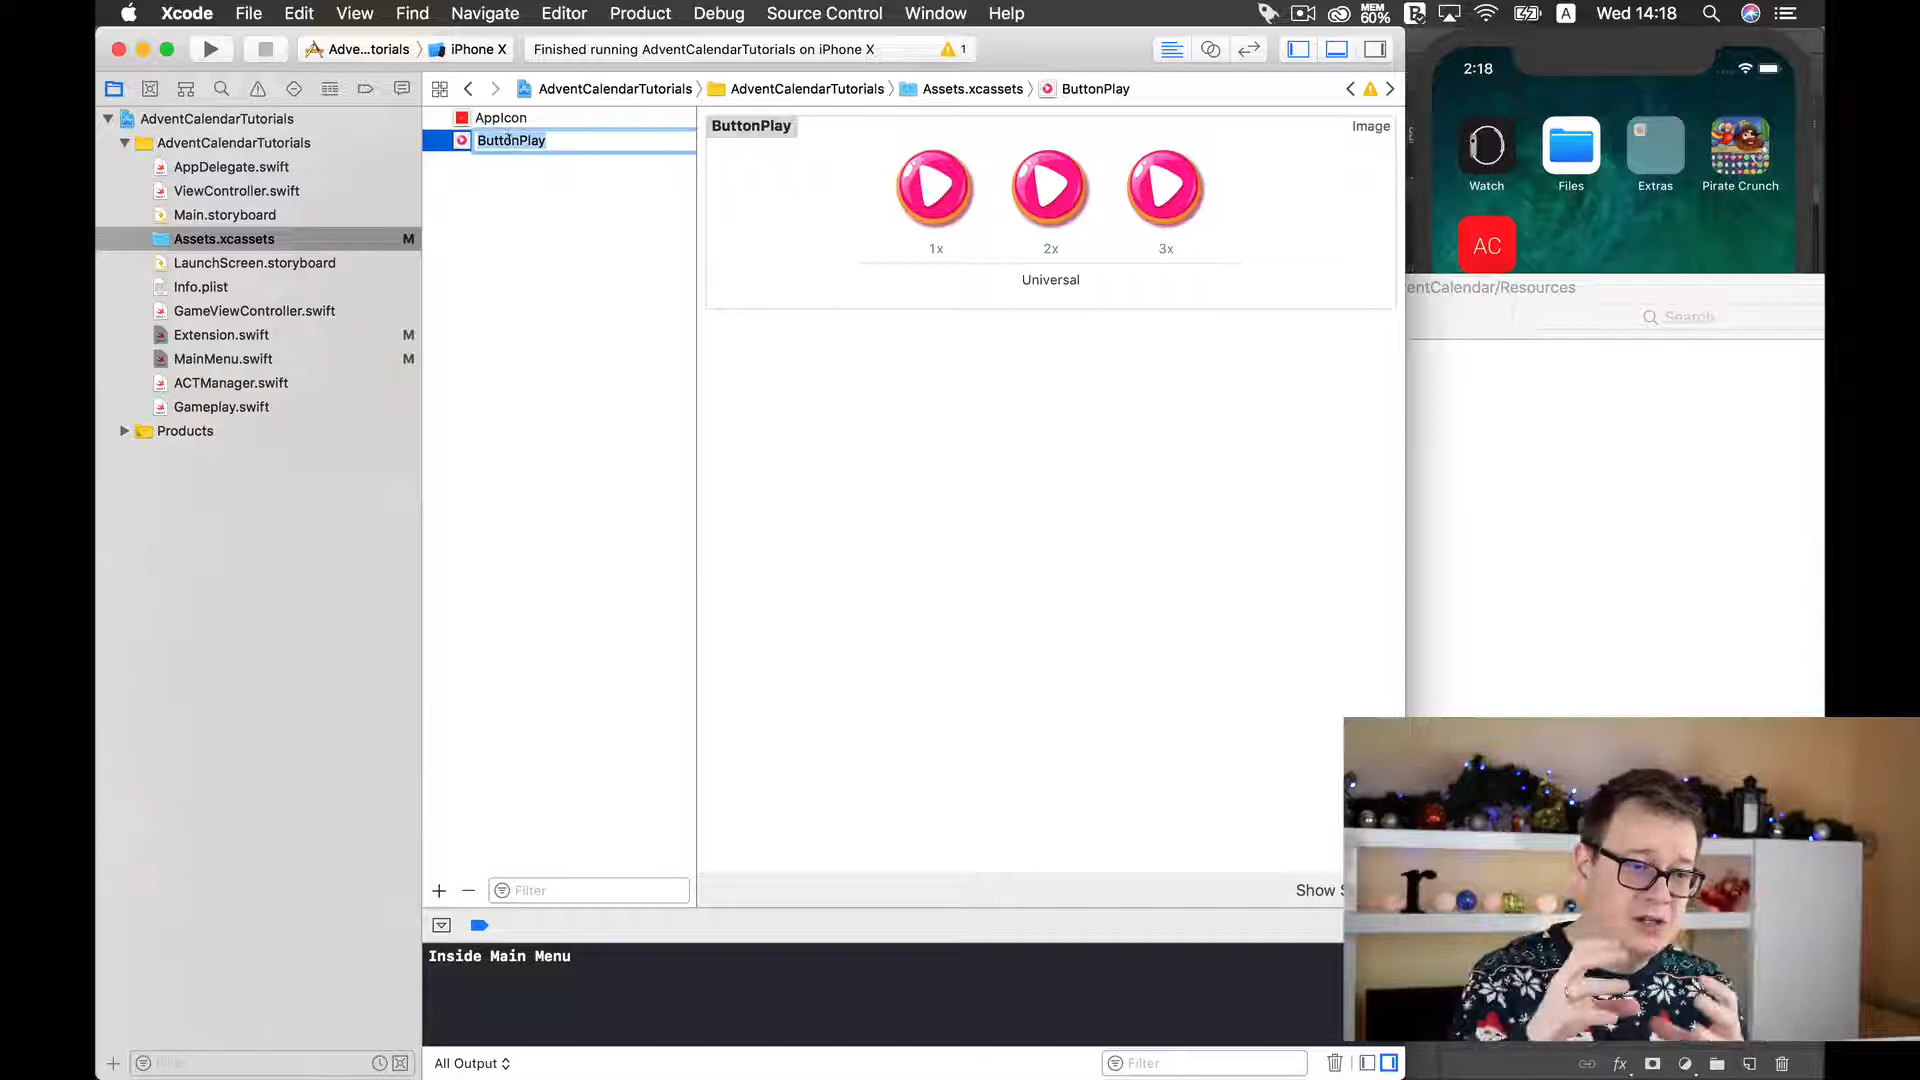 Xcode File Edit View Find Navigate Editor Product Debug Source Control Window Help MEM 60% A Wed 14:18
Adve...torials iPhone X Finished running AdventCalendarTutorials on iPhone X 1
AdventCalendarTutorials AdventCalendarTutorials Assets.xcassets ButtonPlay
AdventCalendarTutorials
AdventCalendarTutorials
AppDelegate.swift
ViewController.swift
Main.storyboard
Assets.xcassets M
LaunchScreen.storyboard
Info.plist
GameViewController.swift
Extension.swift M
MainMenu.swift M
ACTManager.swift
Gameplay.swift
Products
Filter
AppIcon
ButtonPlay
Filter
ButtonPlay Image
1x 2x 3x
Universal
Show
Inside Main Menu
All Output
Filter
2:18
Watch Files Extras Pirate Crunch
AC
entCalendar/Resources
Search
r
fx